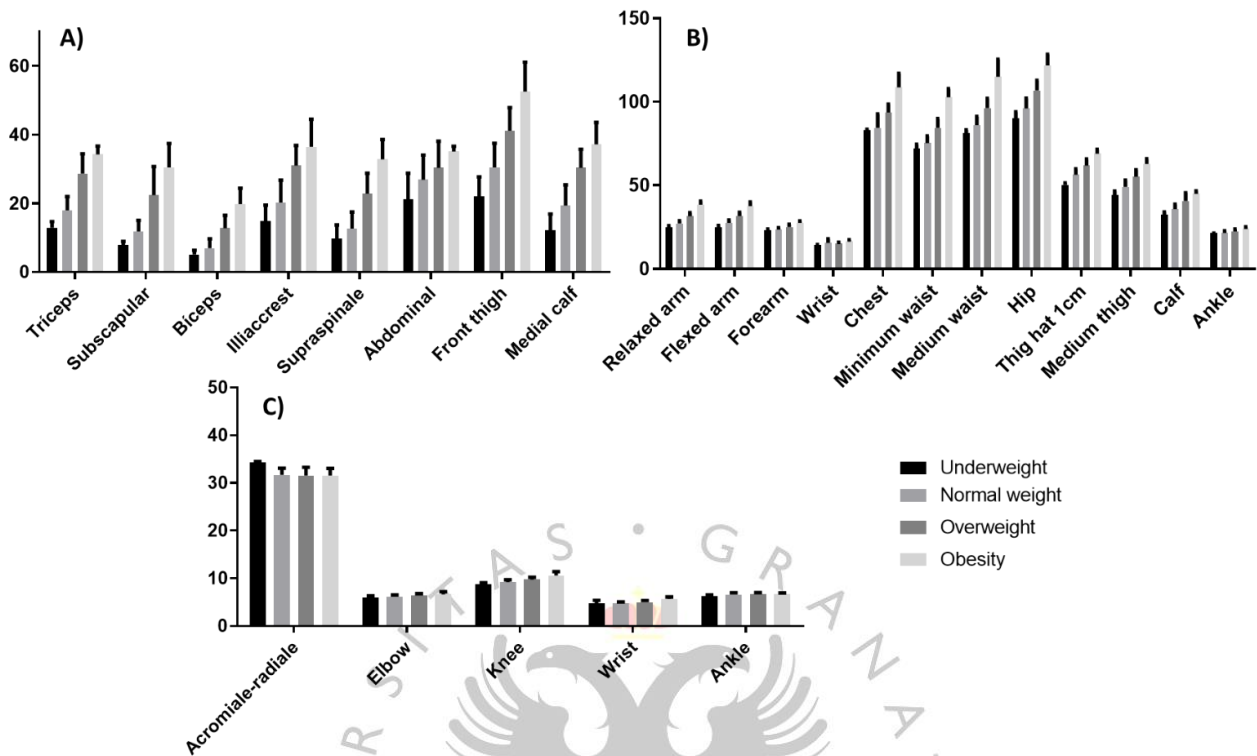 A)
60
40
20
0
Triceps
Subscapular
Biceps
Illiaccrest
Supraspinale
Abdominal
Front thigh
Medial calf
B)
150
100
50
0
Relaxed arm
Flexed arm
Forearm
Wrist
Chest
Minimum waist
Medium waist
Hip
Thig hat 1cm
Medium thigh
Calf
Ankle
C)
50
40
30
20
10
0
Acromiale-radiale
Elbow
Knee
Wrist
Ankle
Underweight
Normal weight
Overweight
Obesity
RSITAS · GRANA